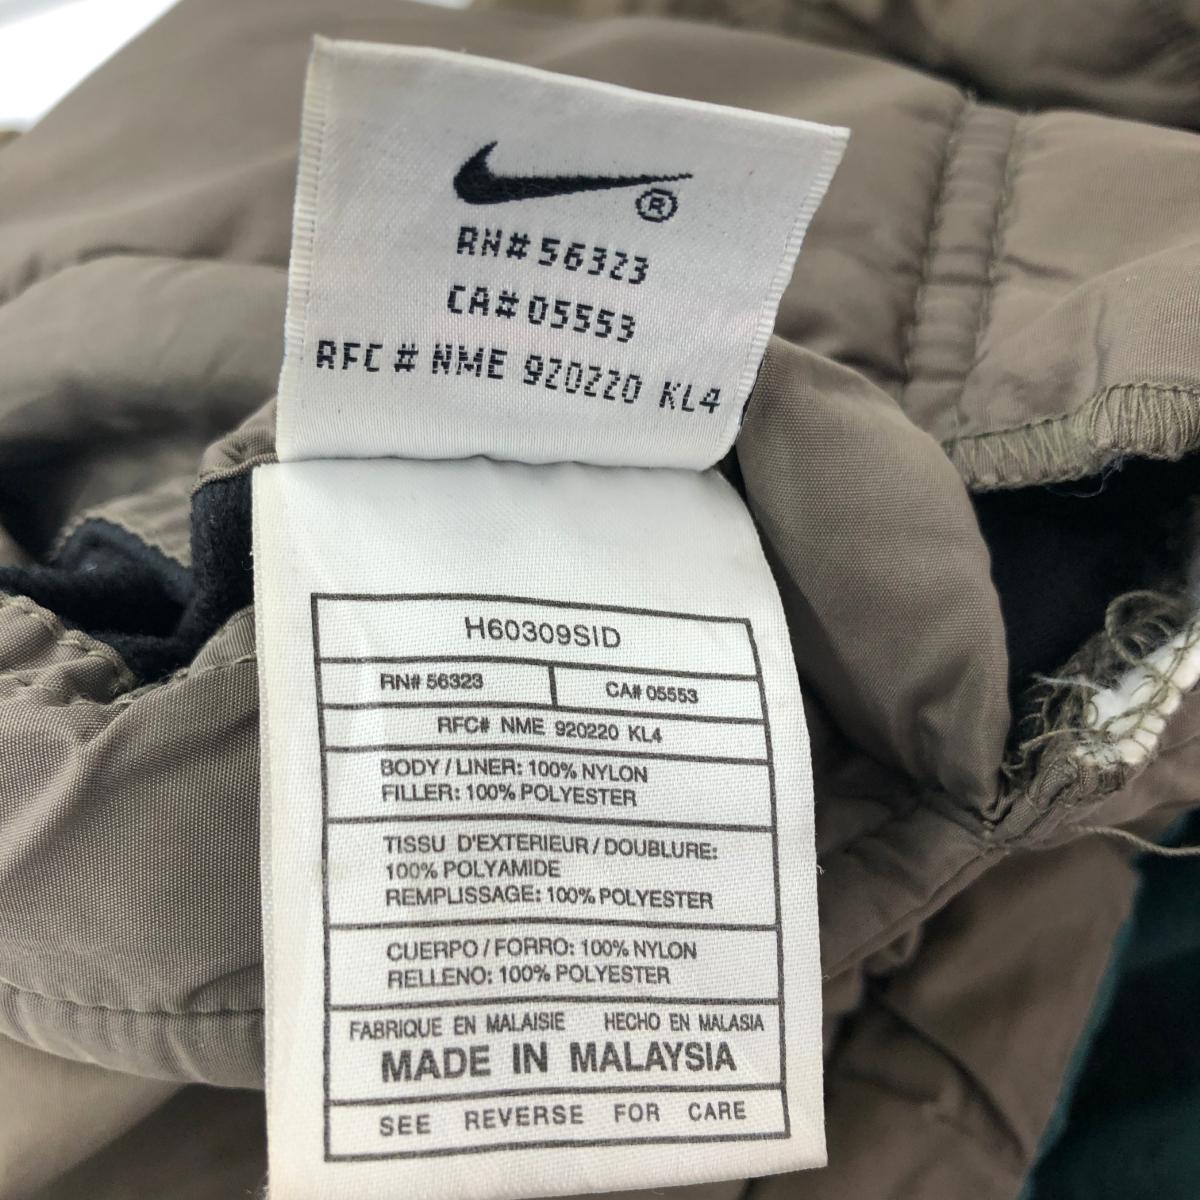 ®
RN# 56323
CA# 05553
RFC # NME 920220 KL4
H60309SID
RN# 56323
CA# 05553
RFC# NME 920220 KL4
BODY / LINER: 100% NYLON
FILLER: 100% POLYESTER
TISSU D'EXTERIEUR / DOUBLURE:
100% POLYAMIDE
REMPLISSAGE: 100% POLYESTER
CUERPO / FORRO: 100% NYLON
RELLENO: 100% POLYESTER
FABRIQUE EN MALAISIE HECHO EN MALASIA
MADE IN MALAYSIA
SEE REVERSE FOR CARE